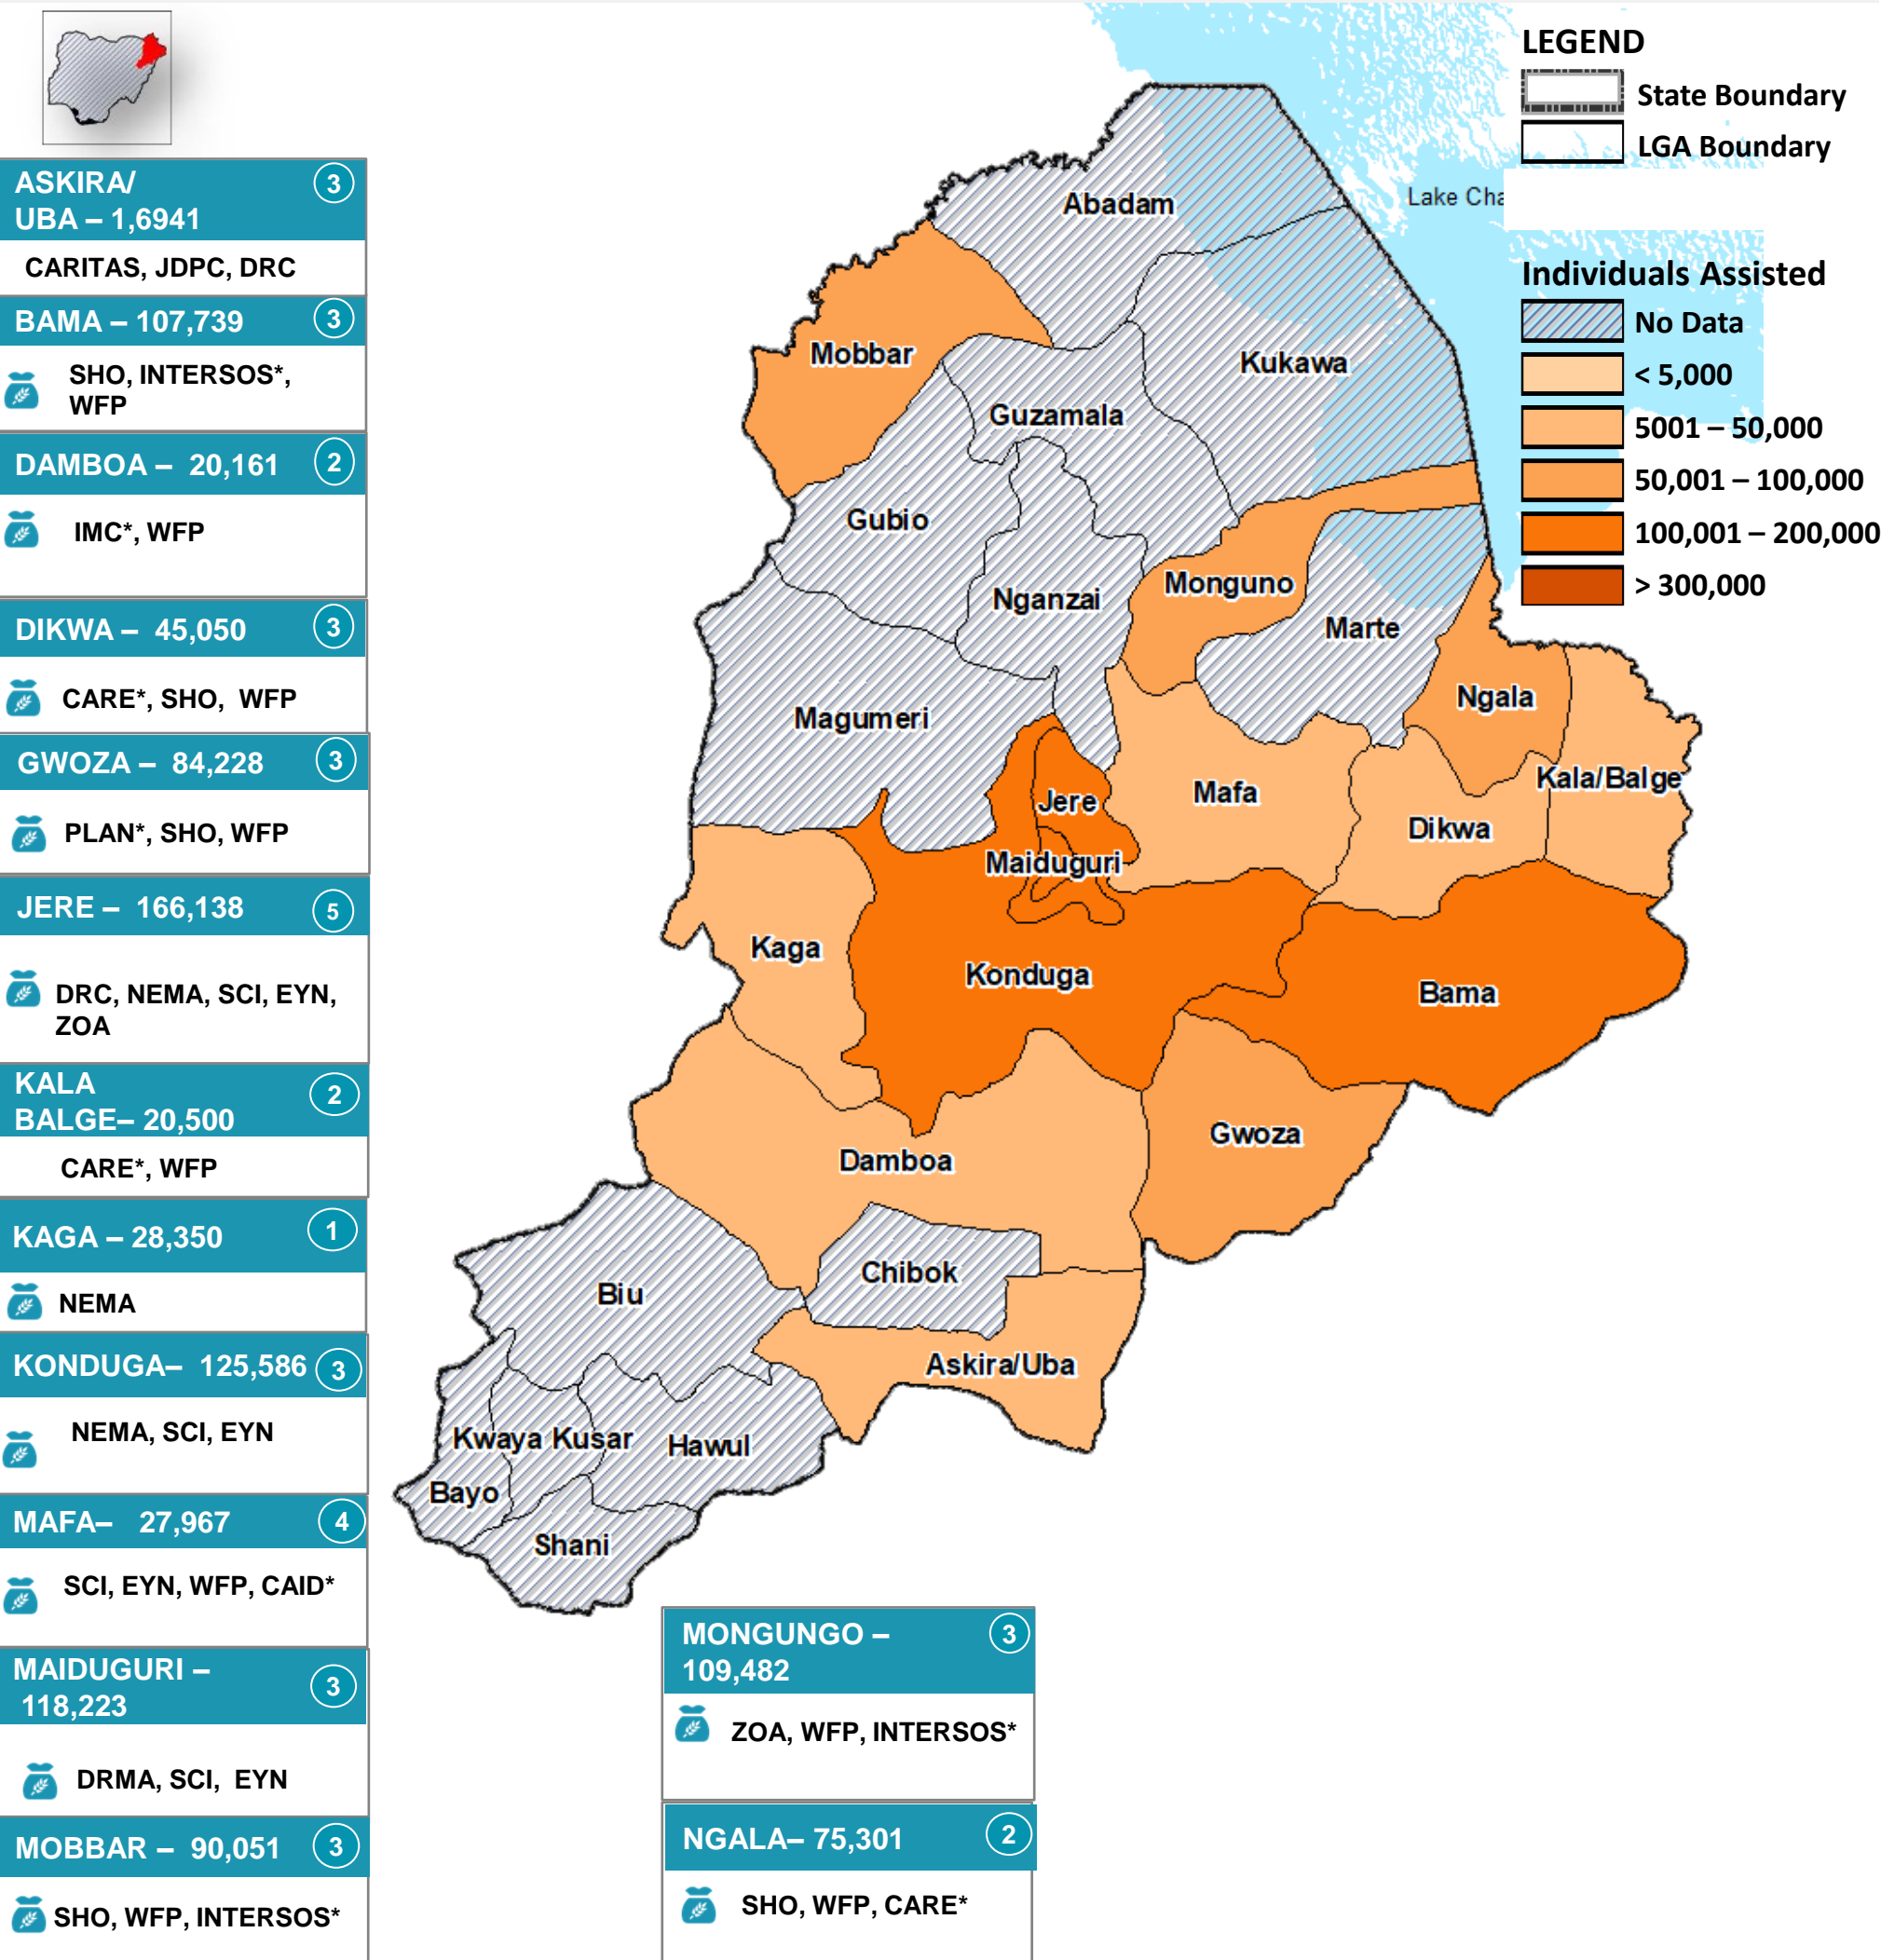 ASKIRA/
UBA – 1,6941
3
CARITAS, JDPC, DRC
BAMA – 107,739
3
SHO, INTERSOS*,
WFP
DAMBOA – 20,161
2
IMC*, WFP
DIKWA – 45,050
3
CARE*, SHO, WFP
GWOZA – 84,228
3
PLAN*, SHO, WFP
JERE – 166,138
5
DRC, NEMA, SCI, EYN,
ZOA
KALA
BALGE– 20,500
2
CARE*, WFP
KAGA – 28,350
1
NEMA
KONDUGA– 125,586
3
NEMA, SCI, EYN
MAFA– 27,967
4
SCI, EYN, WFP, CAID*
MAIDUGURI –
118,223
3
DRMA, SCI, EYN
MOBBAR – 90,051
3
SHO, WFP, INTERSOS*
MONGUNGO –
109,482
3
ZOA, WFP, INTERSOS*
NGALA– 75,301
2
SHO, WFP, CARE*
Abadam
Lake Cha
Mobbar
Kukawa
Guzamala
Gubio
Monguno
Nganzai
Marte
Ngala
Magumeri
Kala/Balge
Mafa
Jere
Dikwa
Maiduguri
Kaga
Konduga
Bama
Gwoza
Damboa
Chibok
Biu
Askira/Uba
Kwaya Kusar
Hawul
Bayo
Shani
LEGEND
State Boundary
LGA Boundary
Individuals Assisted
No Data
< 5,000
5001 – 50,000
50,001 – 100,000
100,001 – 200,000
> 300,000